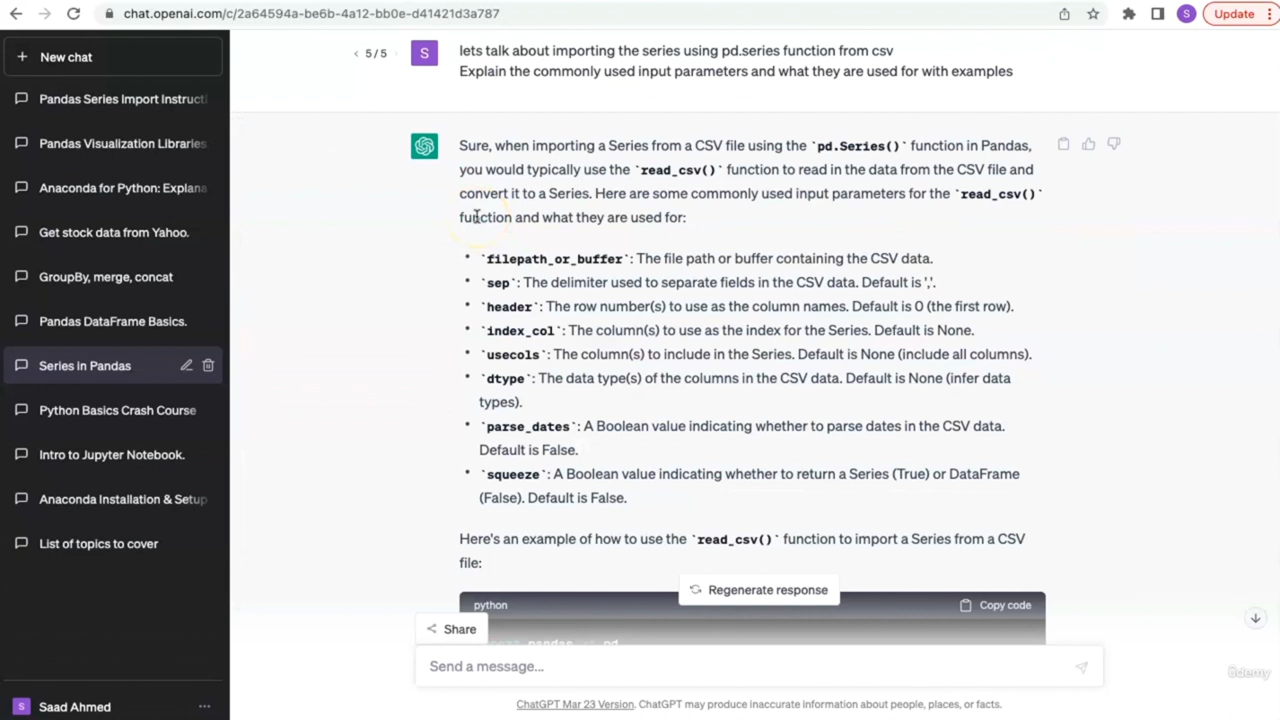 chat.openai.com/c/2a64594a-be6b-4a12-bb0e-d41421d3a787
S
Update
New chat
Pandas Series Import Instructi
Pandas Visualization Libraries
Anaconda for Python: Explana
Get stock data from Yahoo.
GroupBy, merge, concat
Pandas DataFrame Basics.
Series in Pandas
Python Basics Crash Course
Intro to Jupyter Notebook.
Anaconda Installation & Setup
List of topics to cover
S Saad Ahmed ...
< 5 / 5
S
lets talk about importing the series using pd.series function from csv
Explain the commonly used input parameters and what they are used for with examples
Sure, when importing a Series from a CSV file using the `pd.Series()` function in Pandas,
you would typically use the `read_csv()` function to read in the data from the CSV file and
convert it to a Series. Here are some commonly used input parameters for the `read_csv()`
function and what they are used for:
• `filepath_or_buffer`: The file path or buffer containing the CSV data.
• `sep`: The delimiter used to separate fields in the CSV data. Default is ','.
• `header`: The row number(s) to use as the column names. Default is 0 (the first row).
• `index_col`: The column(s) to use as the index for the Series. Default is None.
• `usecols`: The column(s) to include in the Series. Default is None (include all columns).
• `dtype`: The data type(s) of the columns in the CSV data. Default is None (infer data
types).
• `parse_dates`: A Boolean value indicating whether to parse dates in the CSV data.
Default is False.
• `squeeze`: A Boolean value indicating whether to return a Series (True) or DataFrame
(False). Default is False.
Here's an example of how to use the `read_csv()` function to import a Series from a CSV
file:
Regenerate response
python
Copy code
pandas pd
Share
Send a message...
ChatGPT Mar 23 Version. ChatGPT may produce inaccurate information about people, places, or facts.
ûdemy